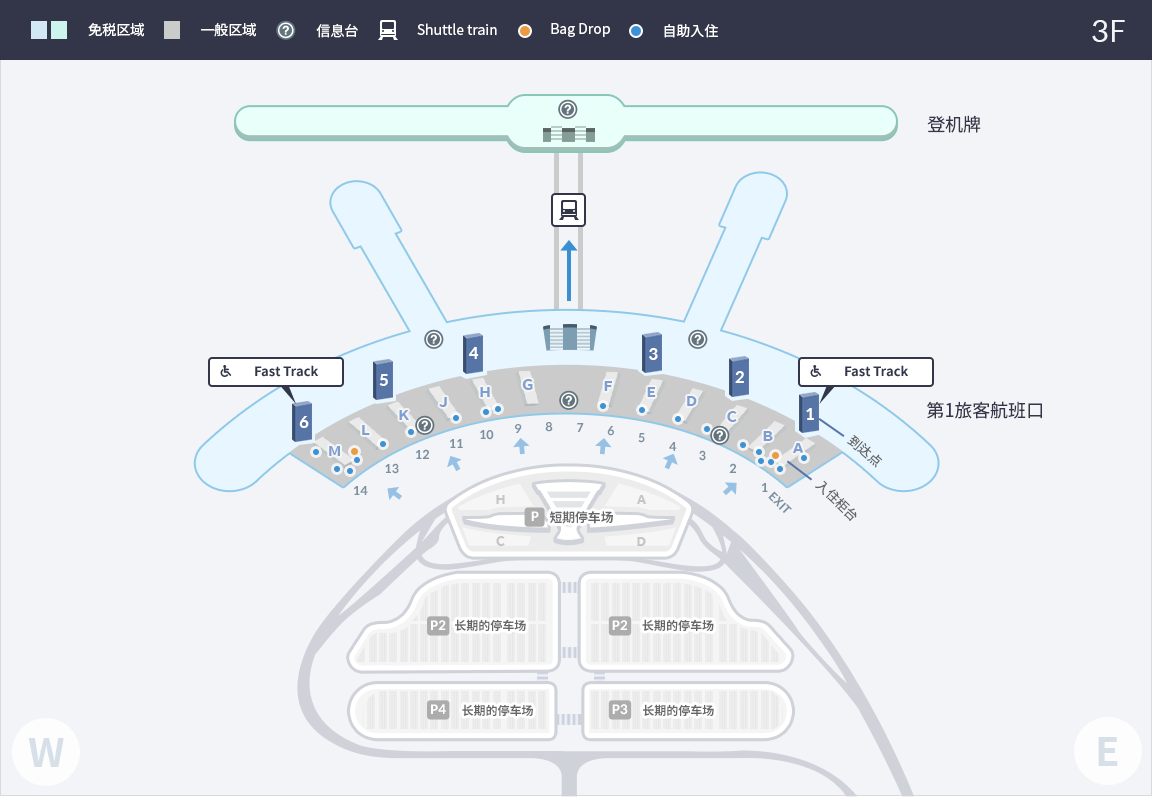 免税区域
一般区域
?
信息台
Shuttle train
Bag Drop
自助入住
3F
?
登机牌
?
?
4
3
5
2
Fast Track
Fast Track
6
1
第1旅客航班口
G
F
H
E
J
D
K
C
L
B
M
A
?
?
?
到达点
入住柜台
14
13
12
11
10
9
8
7
6
5
4
3
2
1
EXIT
H
A
P 短期停车场
C
D
P2 长期的停车场
P2 长期的停车场
P4 长期的停车场
P3 长期的停车场
W
E